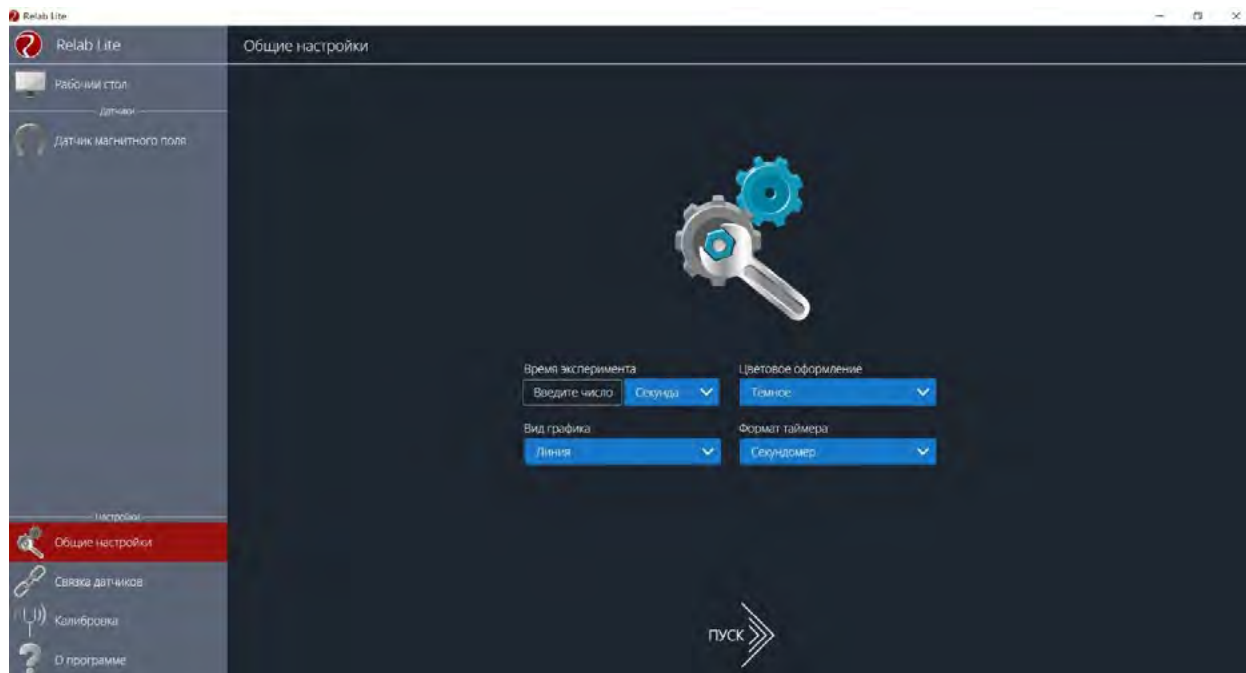 Relab Lite
Relab Lite
Общие настройки
Рабочий стол
Датчики
Датчик магнитного поля
Время эксперимента
Цветовое оформление
Введите число
Секунда
Темное
Вид графика
Формат таймера
Линия
Секундомер
Настройки
Общие настройки
Связка датчиков
Калибровка
О программе
ПУСК